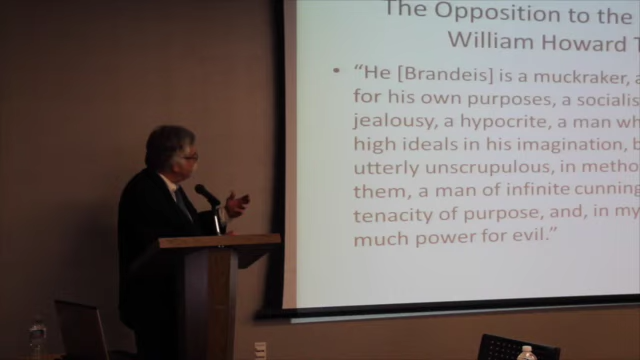 The Opposition to the
William Howard T
• "He [Brandeis] is a muckraker, a
for his own purposes, a socialis
jealousy, a hypocrite, a man wh
high ideals in his imagination, b
utterly unscrupulous, in metho
them, a man of infinite cunning
tenacity of purpose, and, in my
much power for evil."